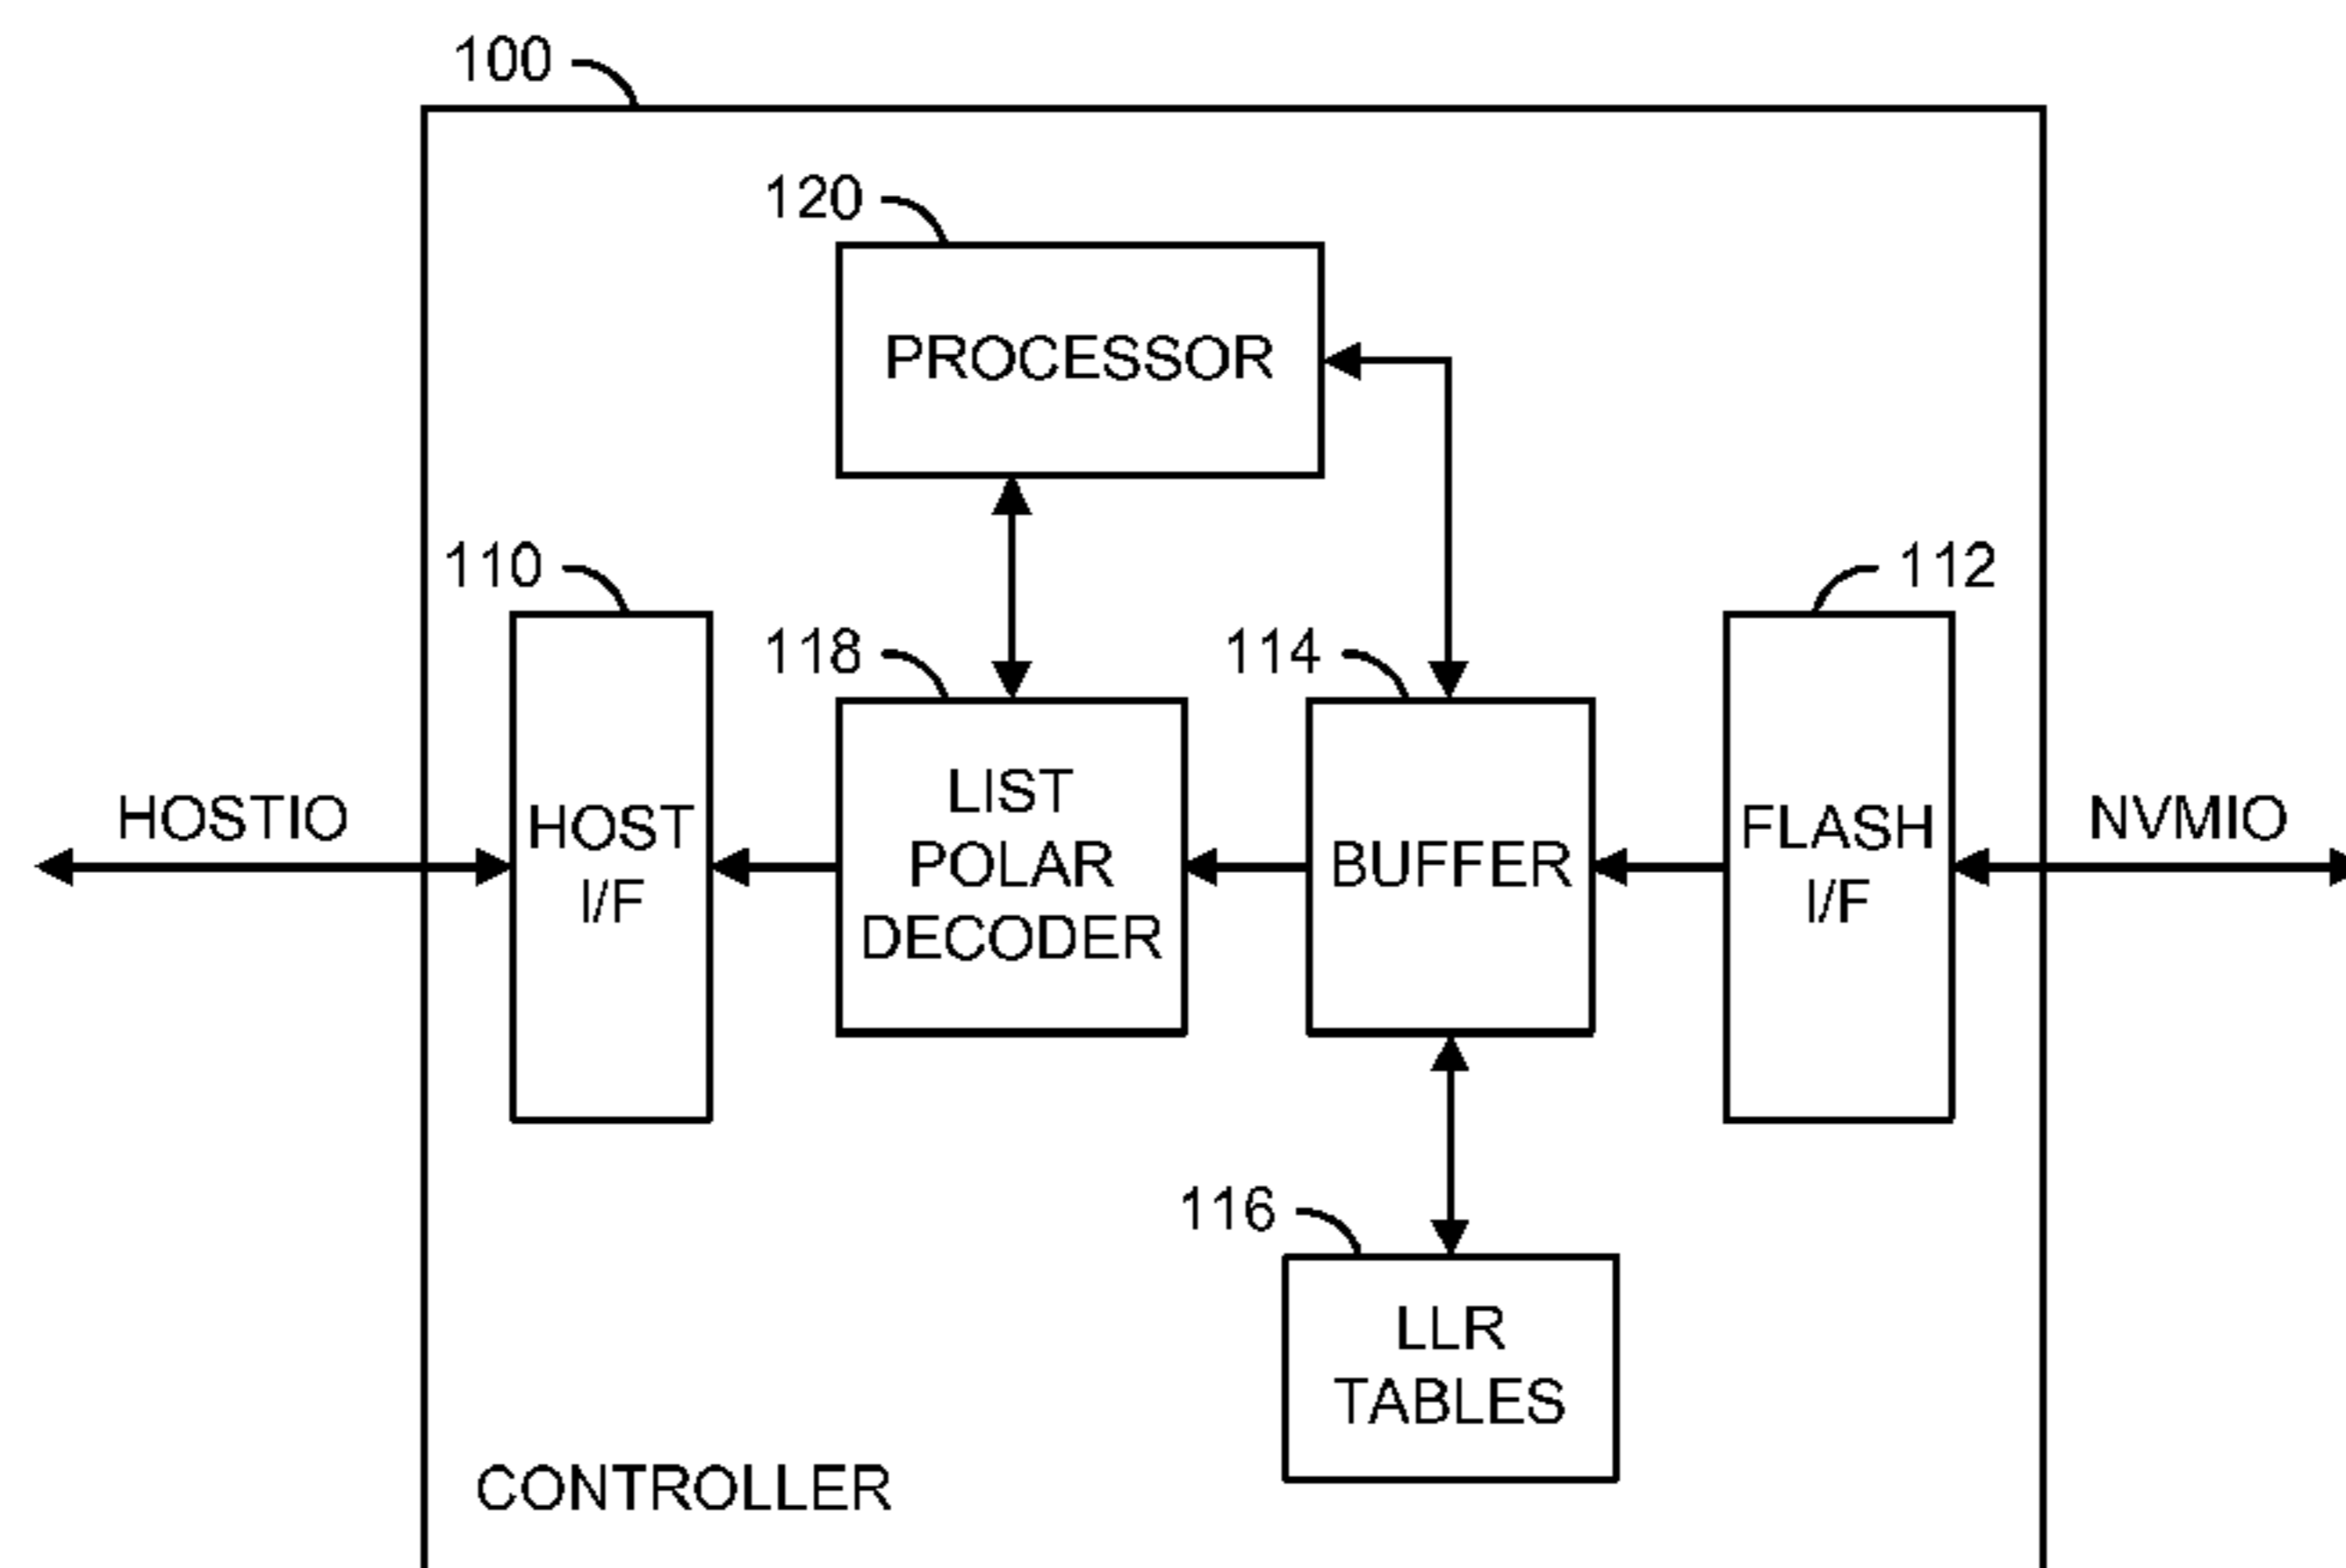 100
120
PROCESSOR
110
112
118
114
LIST
POLAR
DECODER
HOSTIO
HOST
I/F
BUFFER
FLASH
I/F
NVMIO
116
LLR
TABLES
CONTROLLER